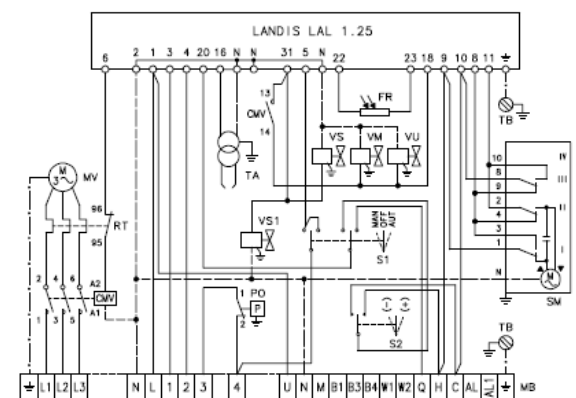 LANDIS LAL 1.25
6 2 1 3 4 20 16 N N 31 5 N 22 23 18 9 10 8 11
13
CMV
14
FR
TB
VS VM VU
TA
10 IV
8 III
9
2 II
4
3
1 I
N
M
SM
M
3
MV
96
RT
95
VS1
MAN
OFF
AUT
S1
2 4 6 A2
CMV
1 3 5 A1
1 PO
P
2
(-) (+)
S2
TB
L1 L2 L3 N L 1 2 3 4 U N M B1 B3 B4 W1 W2 Q H C AL AL1 MB